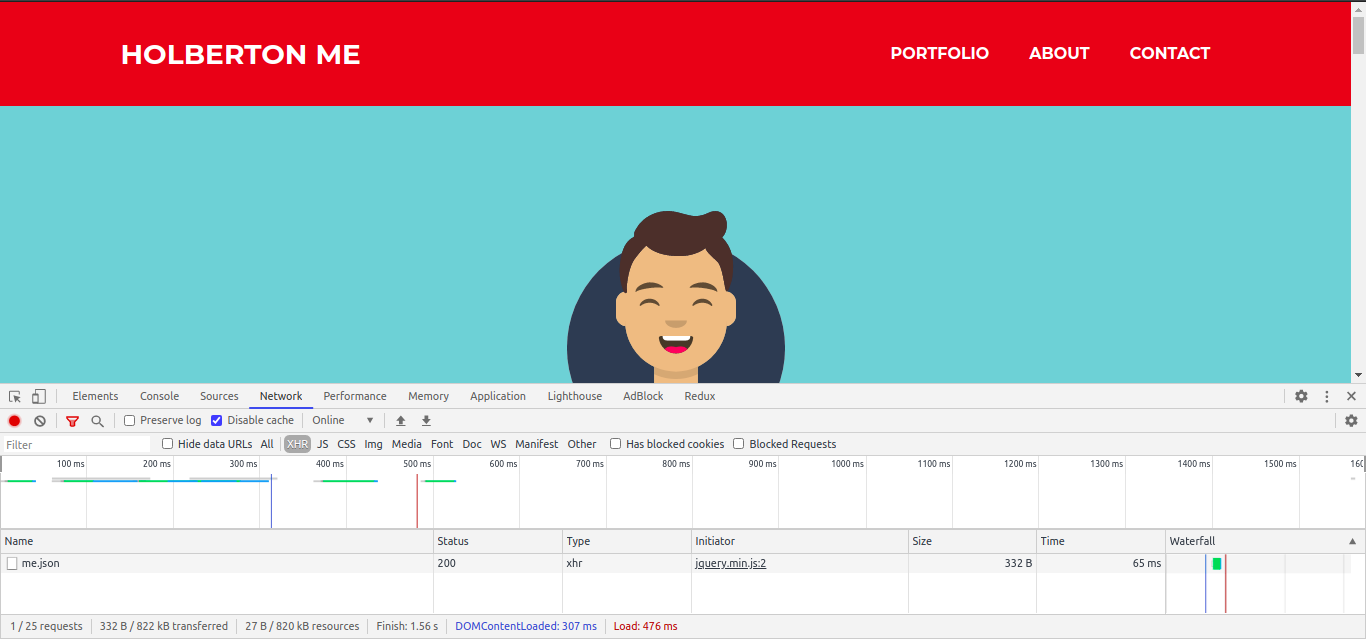 HOLBERTON ME PORTFOLIO ABOUT CONTACT
Elements Console Sources Network Performance Memory Application Lighthouse AdBlock Redux
Preserve log Disable cache Online
Filter Hide data URLs All XHR JS CSS Img Media Font Doc WS Manifest Other Has blocked cookies Blocked Requests
100 ms 200 ms 300 ms 400 ms 500 ms 600 ms 700 ms 800 ms 900 ms 1000 ms 1100 ms 1200 ms 1300 ms 1400 ms 1500 ms
Name Status Type Initiator Size Time Waterfall
me.json 200 xhr jquery.min.js:2 332 B 65 ms
1 / 25 requests 332 B / 822 kB transferred 27 B / 820 kB resources Finish: 1.56 s DOMContentLoaded: 307 ms Load: 476 ms